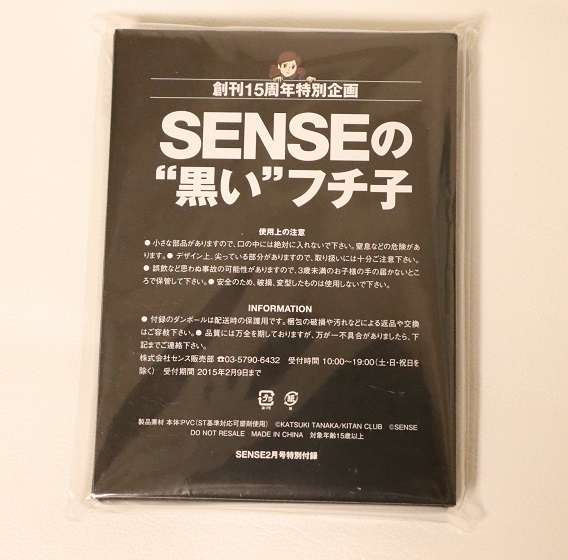 創刊15周年特別企画
SENSEの
“黒い”フチ子
使用上の注意
● 小さな部品がありますので、口の中には絶対に入れないで下さい。窒息などの危険があ
ります。● デザイン上、尖っている部分がありますので、取り扱いには十分ご注意下さい。
● 誤飲など思わぬ事故の可能性がありますので、3歳未満のお子様の手の届かないとこ
ろで保管して下さい。● 安全のため、破損、変型したものは使用しないで下さい。
INFORMATION
● 付録のダンボールは配送時の保護用です。梱包の破損や汚れなどによる返品や交換
はご容赦下さい。● 品質には万全を期しておりますが、万が一不具合がありましたら、下
記までご連絡下さい。
株式会社センス販売部 ☎03-5790-6432 受付時間 10:00～19:00(土・日・祝日を
除く) 受付期間 2015年2月9日まで
製品素材 本体:PVC(ST基準対応可塑剤使用) ©KATSUKI TANAKA/KITAN CLUB ©SENSE
DO NOT RESALE MADE IN CHINA 対象年齢15歳以上
SENSE2月号特別付録